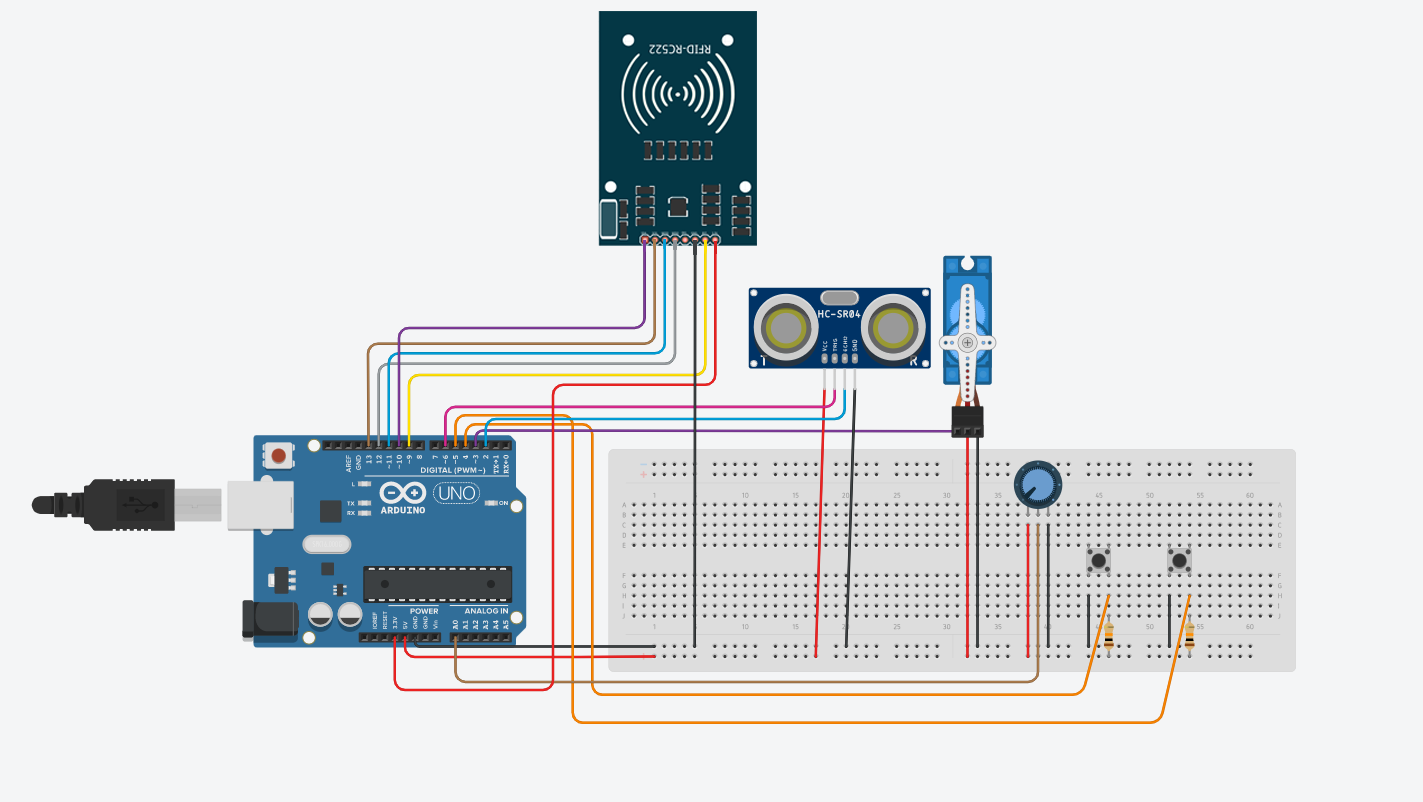 RFID-RC522
HC-SR04
VCC
TRIG
ECHO
GND
T
R
AREF
GND
13
12
~11
~10
~9
8
7
~6
~5
4
~3
2
TX→1
RX←0
DIGITAL (PWM~)
L
TX
RX
ARDUINO
UNO
ON
POWER
ANALOG IN
IOREF
RESET
3.3V
5V
GND
GND
Vin
A0
A1
A2
A3
A4
A5
1 5 10 15 20 25 30 35 45 50 55 60
A A
B B
C C
D D
E E
F F
G G
H H
I I
J J
1 5 10 15 20 25 30 35 45 50 55 60